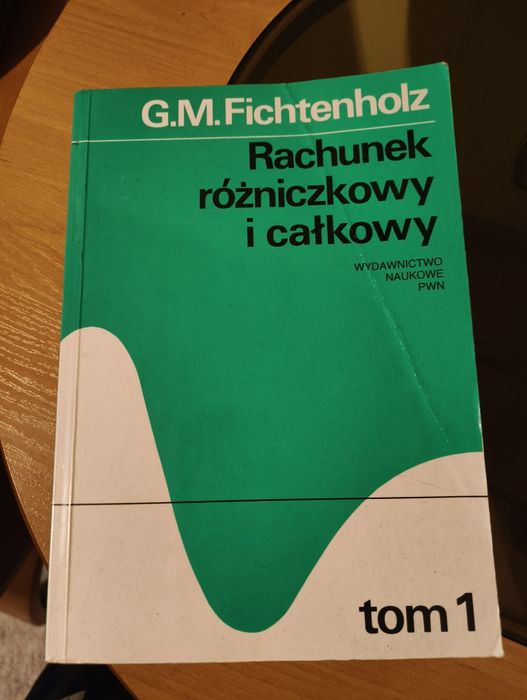 G.M.Fichtenholz
Rachunek
różniczkowy
i całkowy
WYDAWNICTWO
NAUKOWE
PWN
tom 1